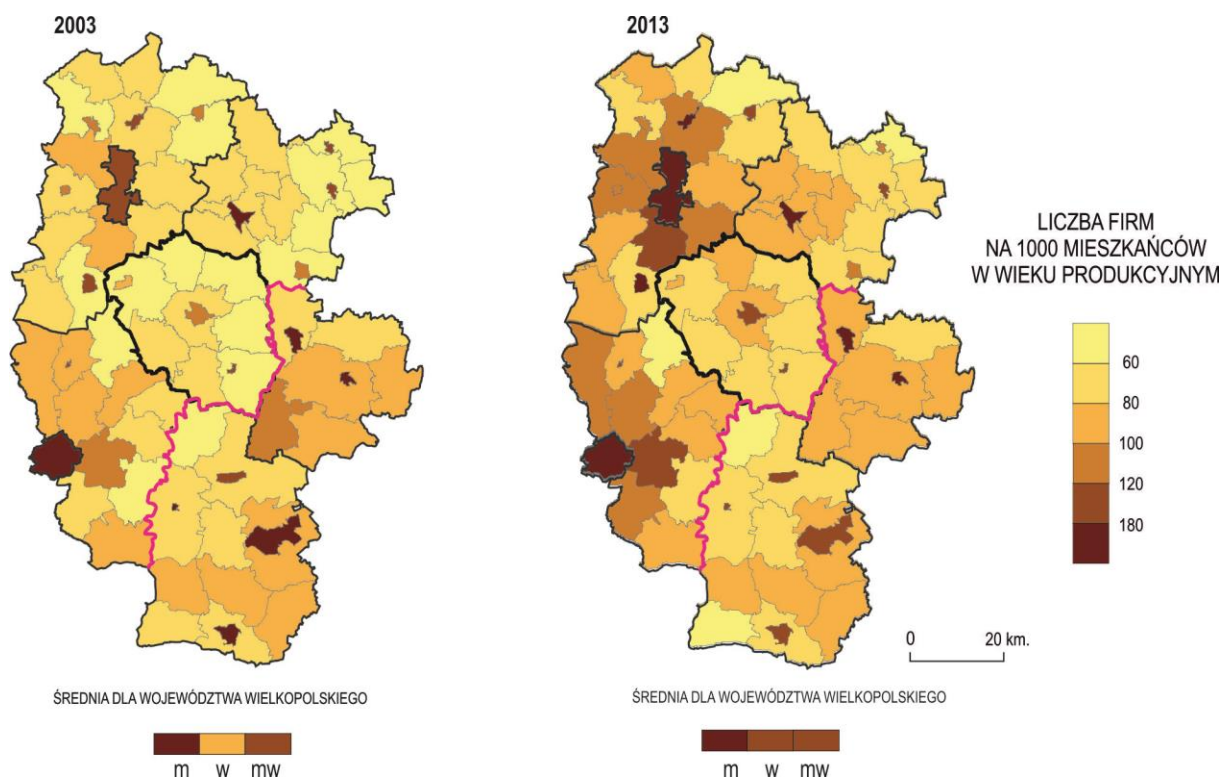 2003
2013
LICZBA FIRM
NA 1000 MIESZKAŃCÓW
W WIEKU PRODUKCYJNYM
60
80
100
120
180
0 20 km.
ŚREDNIA DLA WOJEWÓDZTWA WIELKOPOLSKIEGO
m w mw
ŚREDNIA DLA WOJEWÓDZTWA WIELKOPOLSKIEGO
m w mw